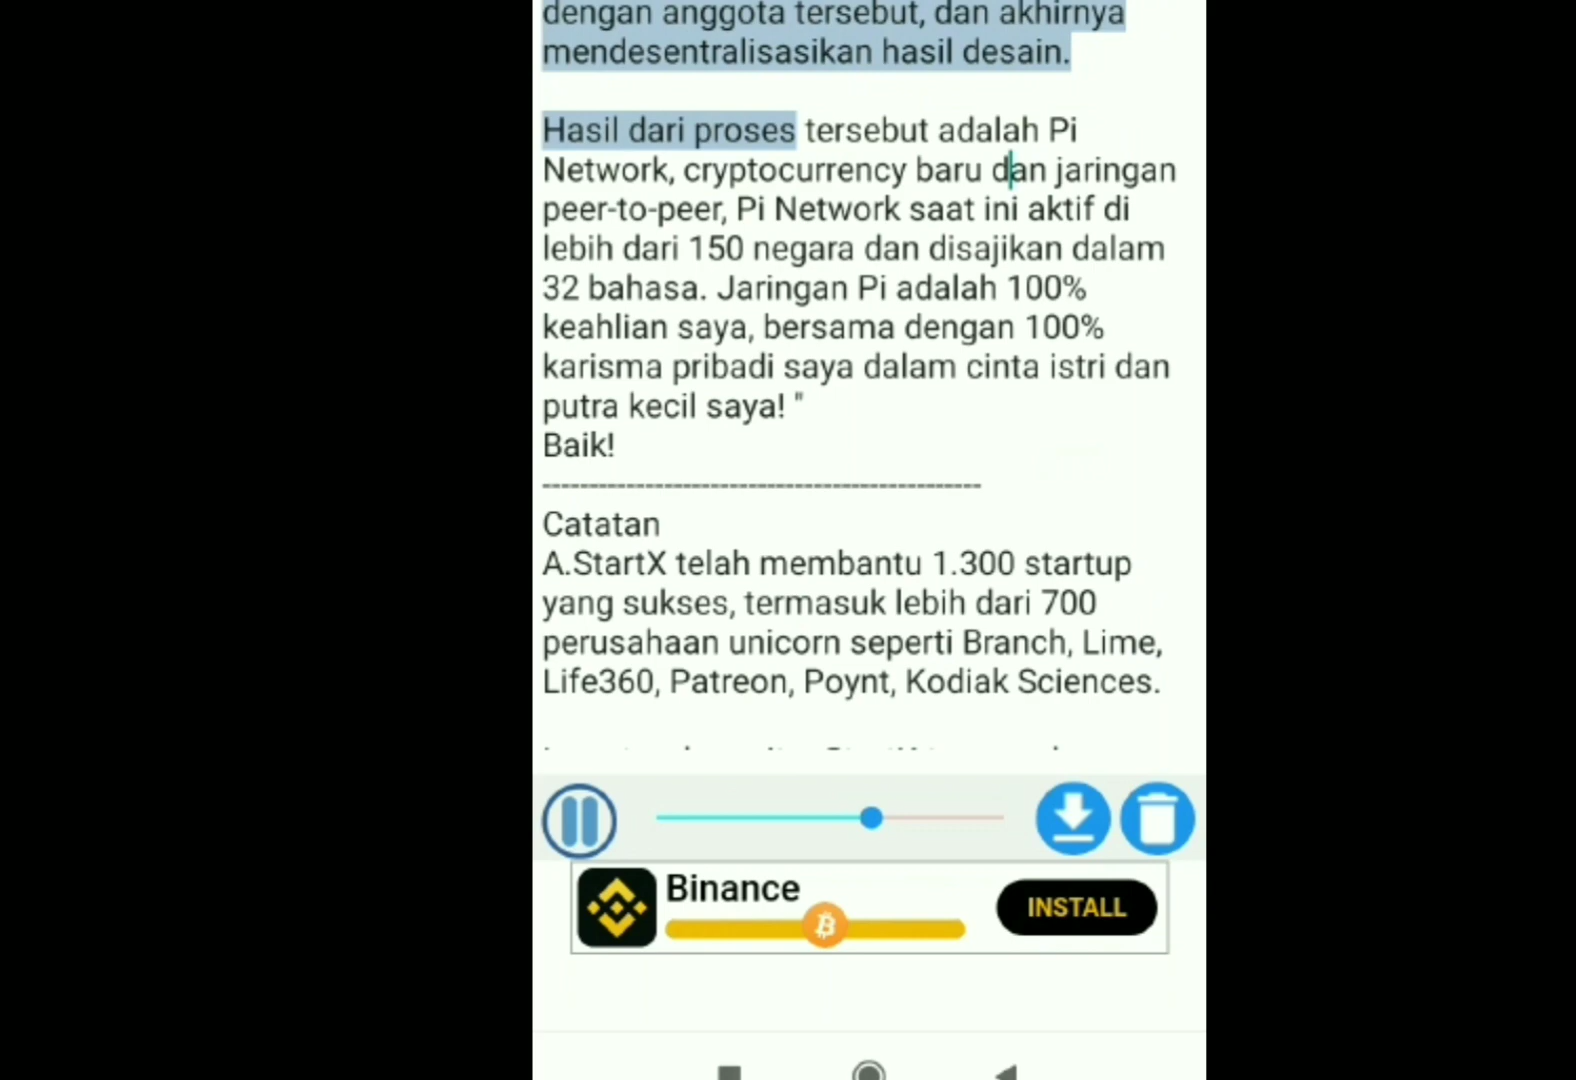 dengan anggota tersebut, dan akhirnya
mendesentralisasikan hasil desain.
Hasil dari proses tersebut adalah Pi
Network, cryptocurrency baru dan jaringan
peer-to-peer, Pi Network saat ini aktif di
lebih dari 150 negara dan disajikan dalam
32 bahasa. Jaringan Pi adalah 100%
keahlian saya, bersama dengan 100%
karisma pribadi saya dalam cinta istri dan
putra kecil saya! "
Baik!
--------------------------------------------
Catatan
A.StartX telah membantu 1.300 startup
yang sukses, termasuk lebih dari 700
perusahaan unicorn seperti Branch, Lime,
Life360, Patreon, Poynt, Kodiak Sciences.
Binance
INSTALL